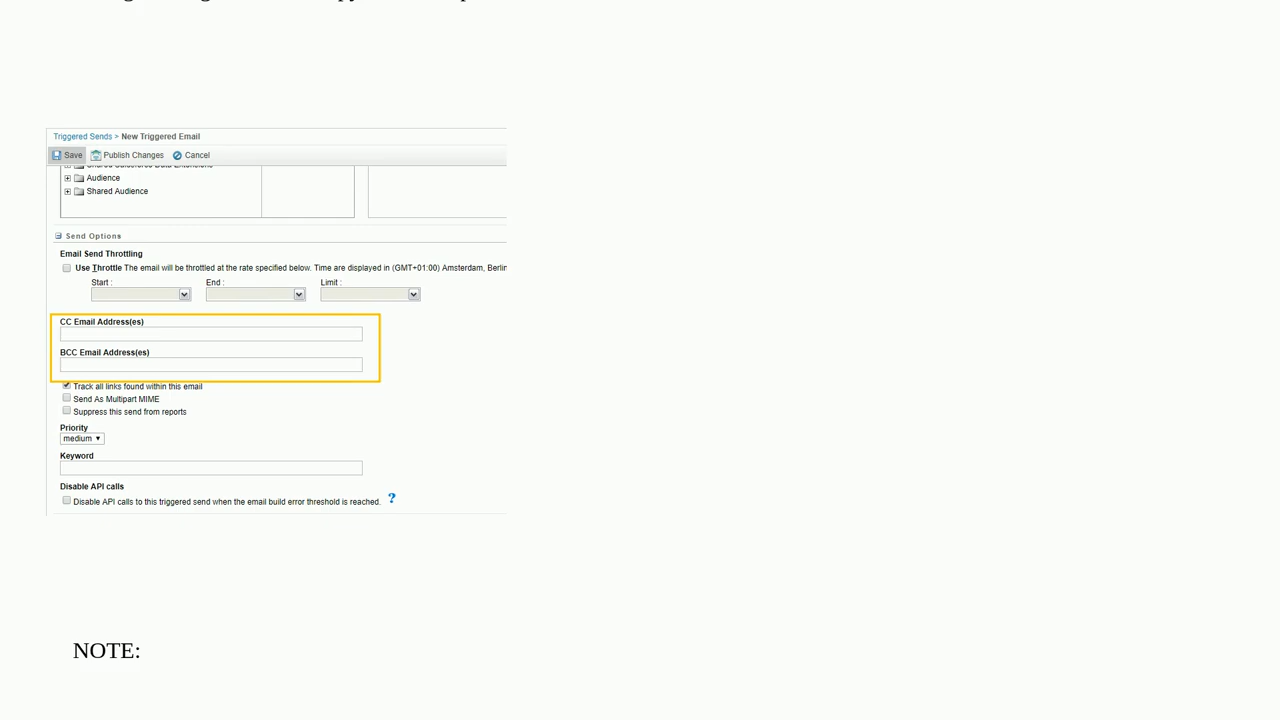 Triggered Sends > New Triggered Email
Save Publish Changes Cancel
Audience
Shared Audience
Send Options
Email Send Throttling
Use Throttle The email will be throttled at the rate specified below. Time are displayed in (GMT+01:00) Amsterdam, Berlin
Start : End : Limit :
CC Email Address(es)
BCC Email Address(es)
Track all links found within this email
Send As Multipart MIME
Suppress this send from reports
Priority
medium
Keyword
Disable API calls
Disable API calls to this triggered send when the email build error threshold is reached. ?
NOTE: